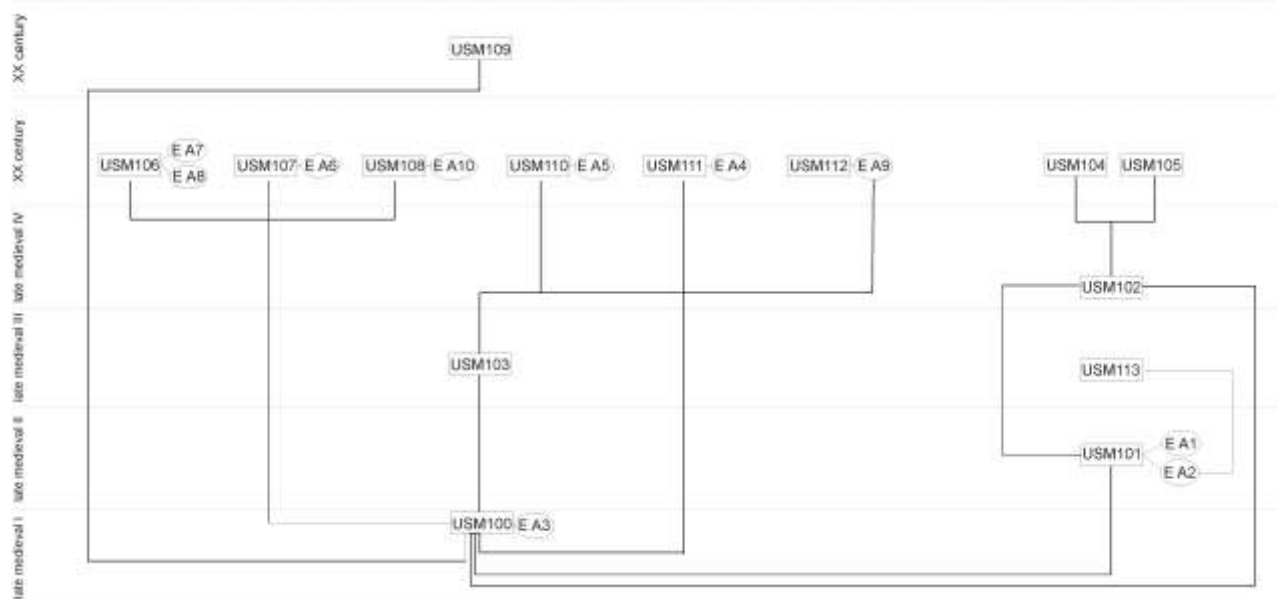 XX century
USM109
XX century
USM106
E A7
E A8
USM107
E A6
USM108
E A10
USM110
E A5
USM111
E A4
USM112
E A9
USM104
USM105
late medieval IV
USM102
late medieval III
USM103
USM113
late medieval II
USM101
E A1
E A2
late medieval I
USM100
E A3